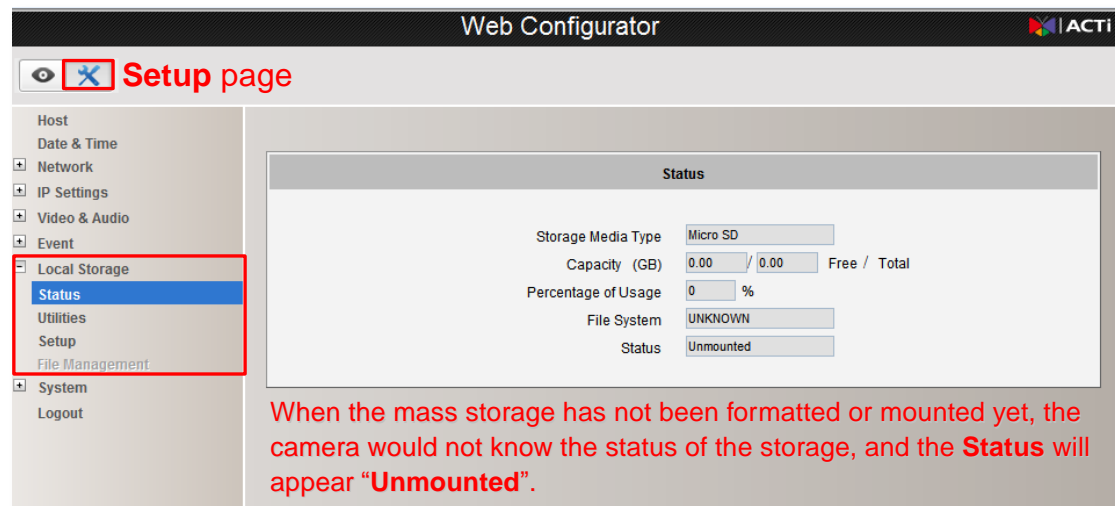 Web Configurator
ACTi
Setup page
Host
Date & Time
Network
IP Settings
Video & Audio
Event
Local Storage
Status
Utilities
Setup
File Management
System
Logout
Status
Storage Media Type Micro SD
Capacity (GB) 0.00 / 0.00 Free / Total
Percentage of Usage 0 %
File System UNKNOWN
Status Unmounted
When the mass storage has not been formatted or mounted yet, the
camera would not know the status of the storage, and the Status will
appear “Unmounted”.